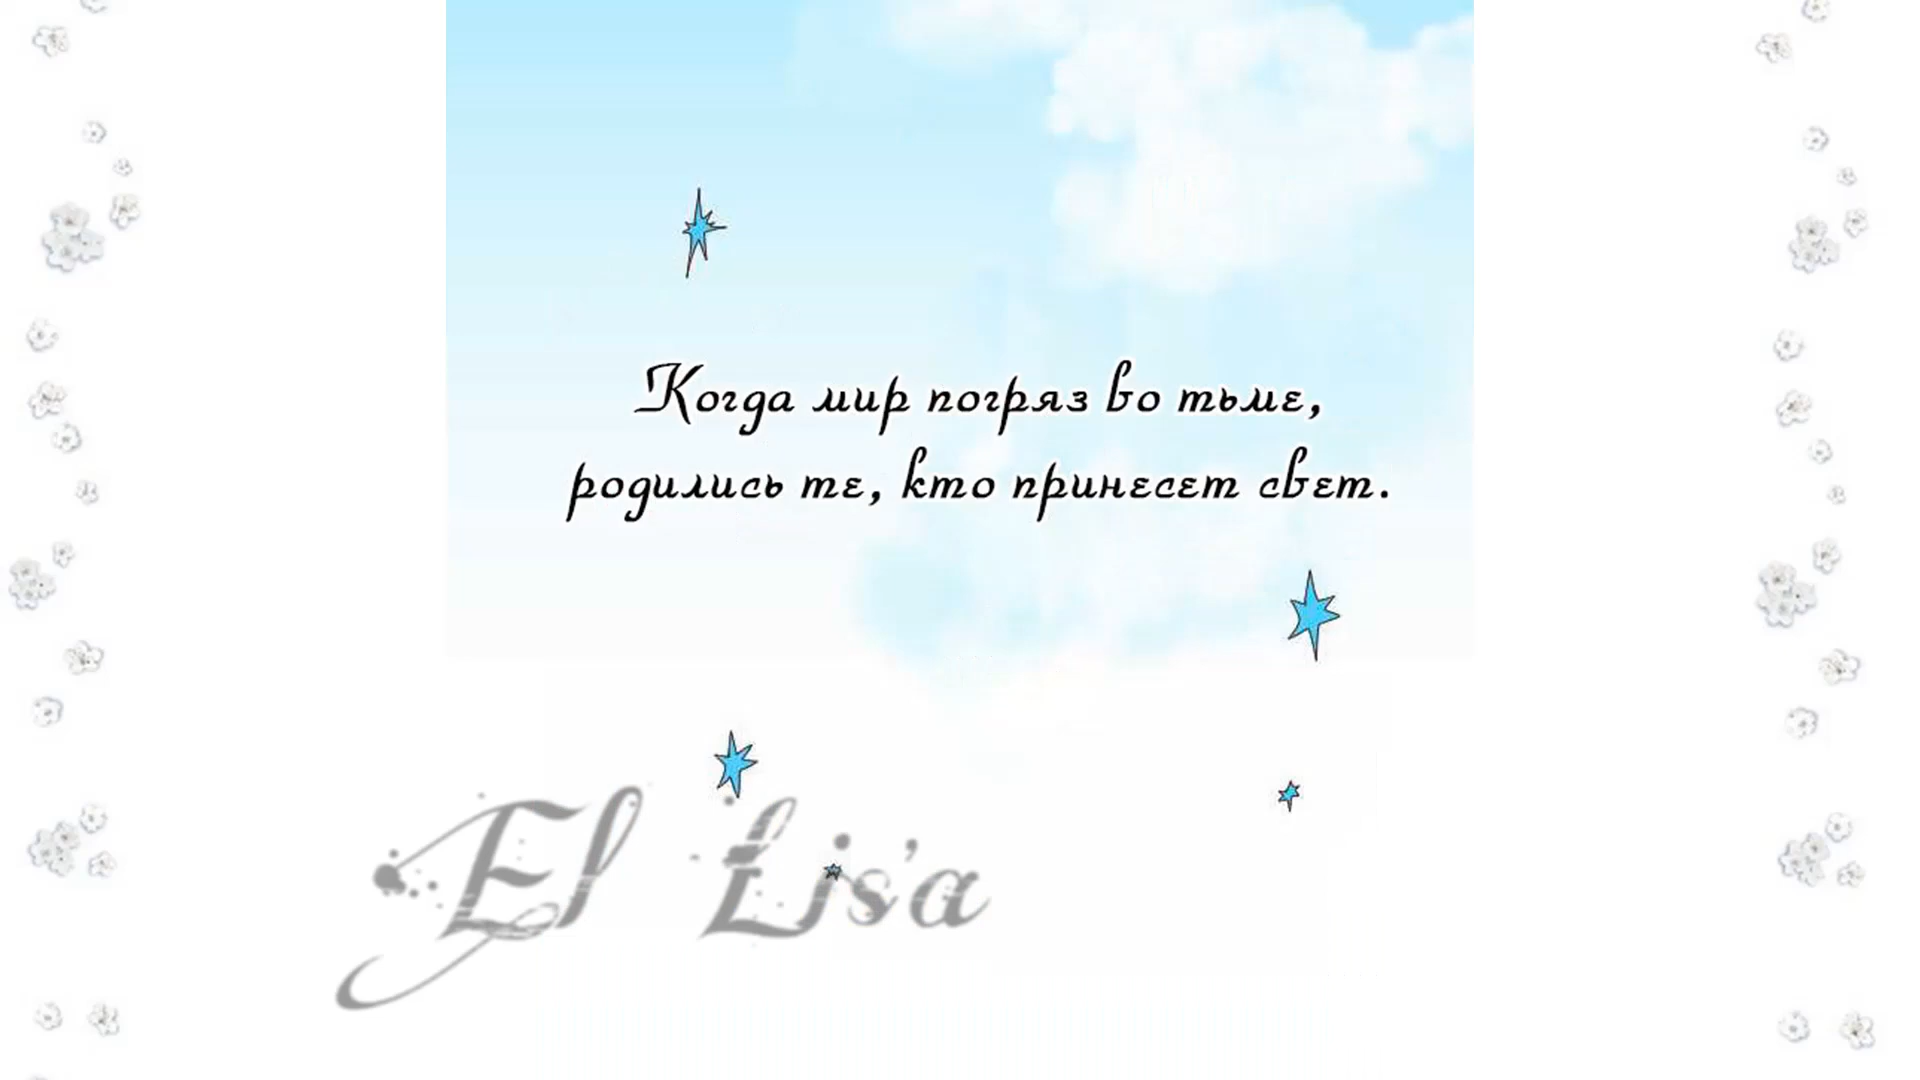 Когда мир погряз во тьме,
родились те, кто принесет свет.
El Lis'a